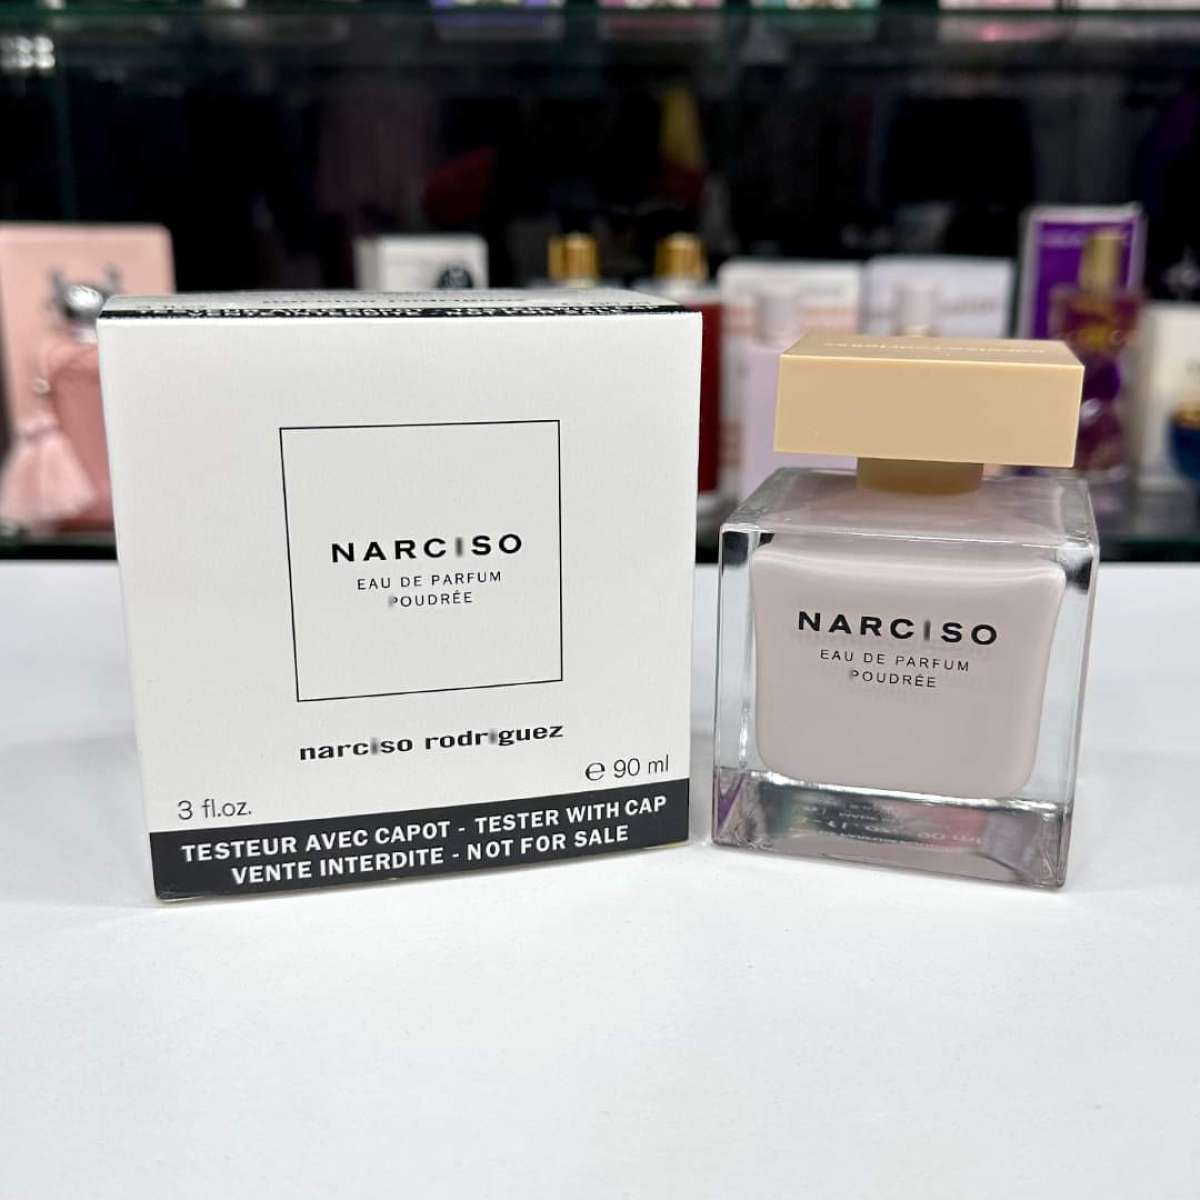 NARCISO
EAU DE PARFUM
POUDRÉE
narciso rodriguez
3 fl.oz.
e 90 ml
TESTEUR AVEC CAPOT - TESTER WITH CAP
VENTE INTERDITE - NOT FOR SALE
NARCISO
EAU DE PARFUM
POUDRÉE